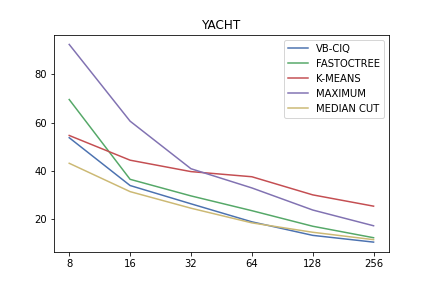 YACHT
VB-CIQ
FASTOCTREE
K-MEANS
MAXIMUM
MEDIAN CUT
80
60
40
20
8 16 32 64 128 256